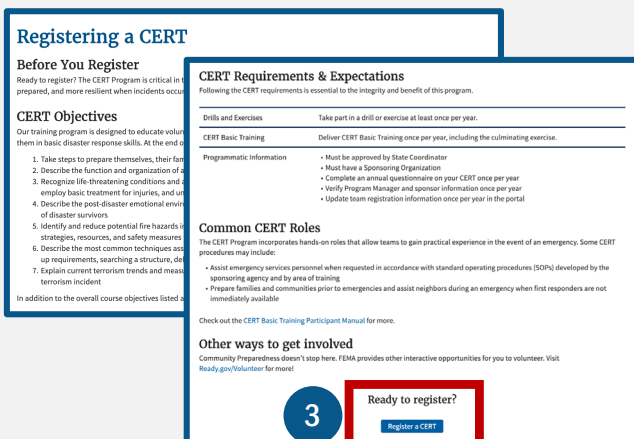 Registering a CERT
Before You Register
Ready to register? The CERT Program is critical in t
prepared, and more resilient when incidents occu
CERT Objectives
Our training program is designed to educate volun
them in basic disaster response skills. At the end o
1. Take steps to prepare themselves, their fam
2. Describe the function and organization of a
3. Recognize life-threatening conditions and a
employ basic treatment for injuries, and un
4. Describe the post-disaster emotional envir
of disaster survivors
5. Identify and reduce potential fire hazards i
strategies, resources, and safety measures
6. Describe the most common techniques ass
up requirements, searching a structure, de
7. Explain current terrorism trends and meas
terrorism incident
In addition to the overall course objectives listed a
CERT Requirements & Expectations
Following the CERT requirements is essential to the integrity and benefit of this program.
Drills and Exercises Take part in a drill or exercise at least once per year.
CERT Basic Training Deliver CERT Basic Training once per year, including the culminating exercise.
Programmatic Information • Must be approved by State Coordinator
• Must have a Sponsoring Organization
• Complete an annual questionnaire on your CERT once per year
• Verify Program Manager and sponsor information once per year
• Update team registration information once per year in the portal
Common CERT Roles
The CERT Program incorporates hands-on roles that allow teams to gain practical experience in the event of an emergency. Some CERT
procedures may include:
• Assist emergency services personnel when requested in accordance with standard operating procedures (SOPs) developed by the
sponsoring agency and by area of training
• Prepare families and communities prior to emergencies and assist neighbors during an emergency when first responders are not
immediately available
Check out the CERT Basic Training Participant Manual for more.
Other ways to get involved
Community Preparedness doesn't stop here. FEMA provides other interactive opportunities for you to volunteer. Visit
Ready.gov/Volunteer for more!
3
Ready to register?
Register a CERT